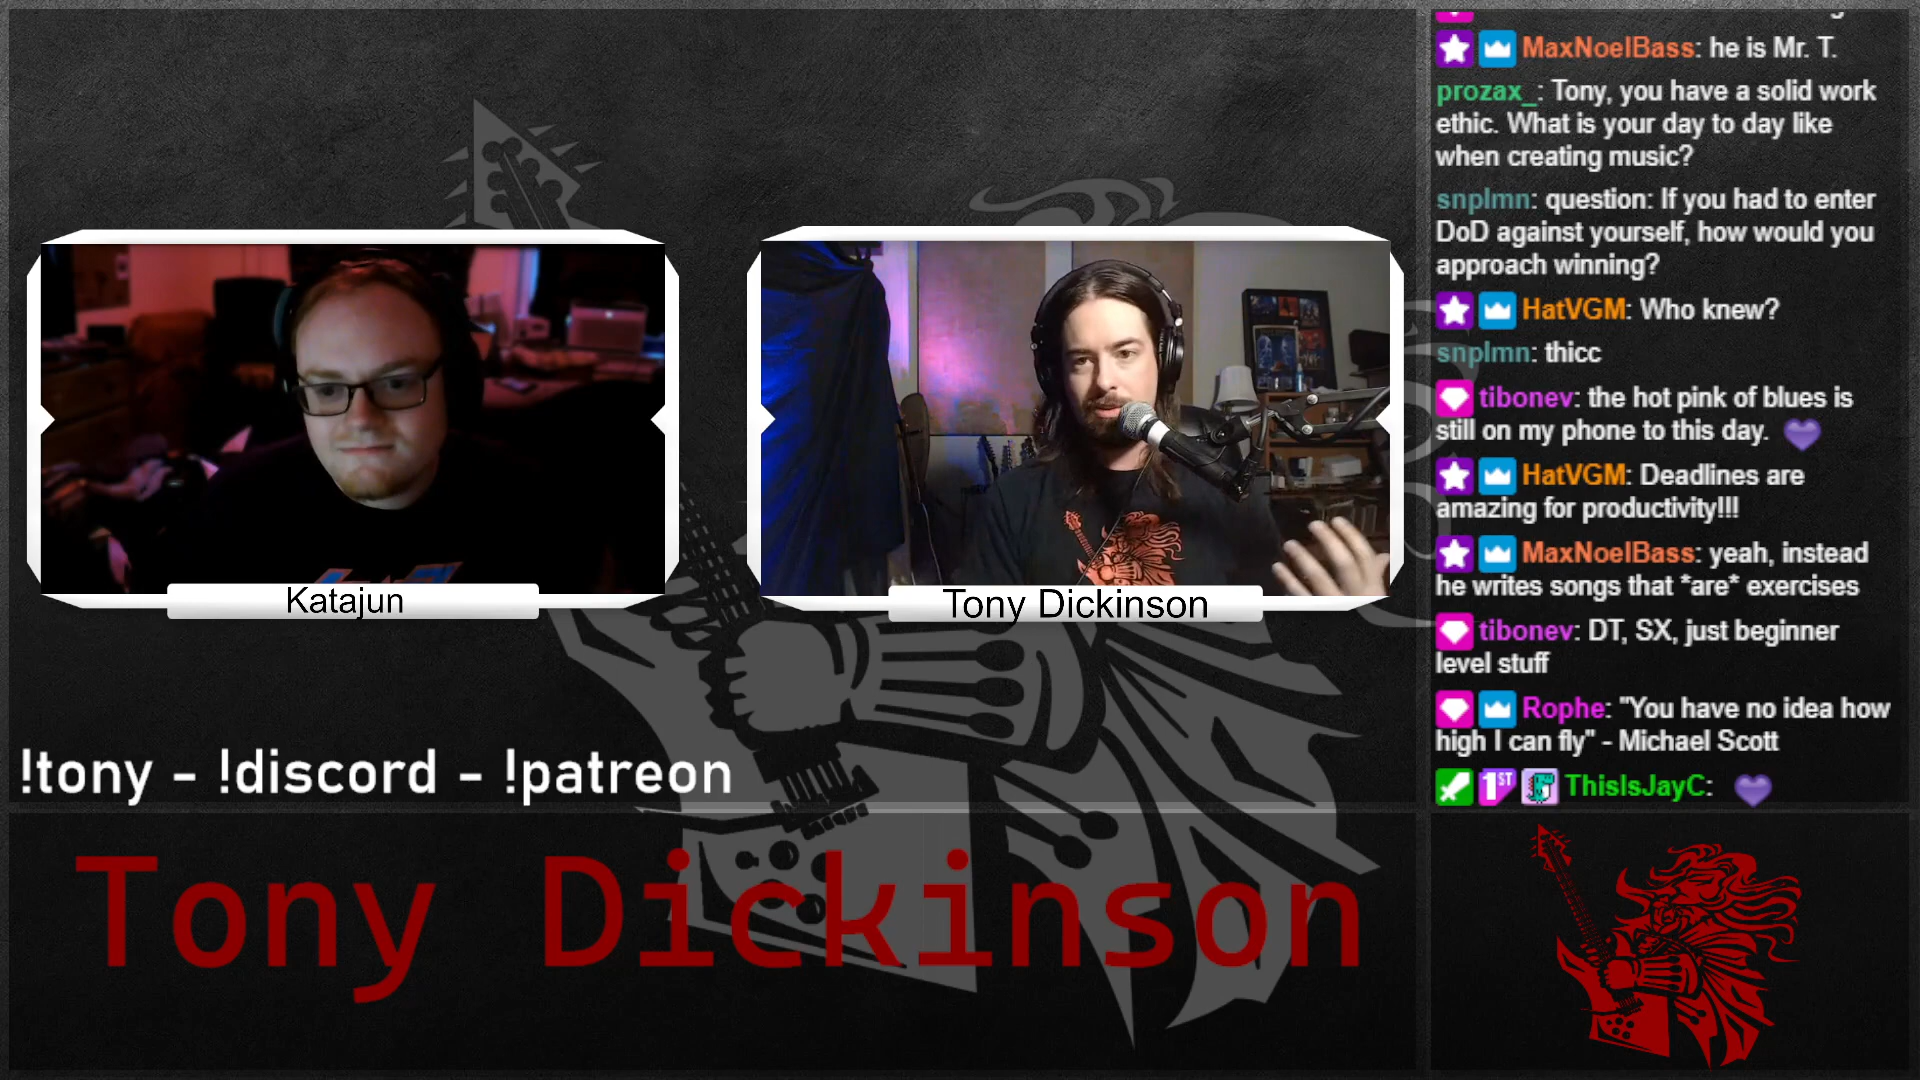 MaxNoelBass: he is Mr. T.
prozax_: Tony, you have a solid work
ethic. What is your day to day like
when creating music?
snplmn: question: If you had to enter
DoD against yourself, how would you
approach winning?
HatVGM: Who knew?
snplmn: thicc
tibonev: the hot pink of blues is
still on my phone to this day.
HatVGM: Deadlines are
amazing for productivity!!!
MaxNoelBass: yeah, instead
he writes songs that *are* exercises
tibonev: DT, SX, just beginner
level stuff
Rophe: "You have no idea how
high I can fly" - Michael Scott
1ST ThisIsJayC:
Katajun
Tony Dickinson
!tony - !discord - !patreon
Tony Dickinson